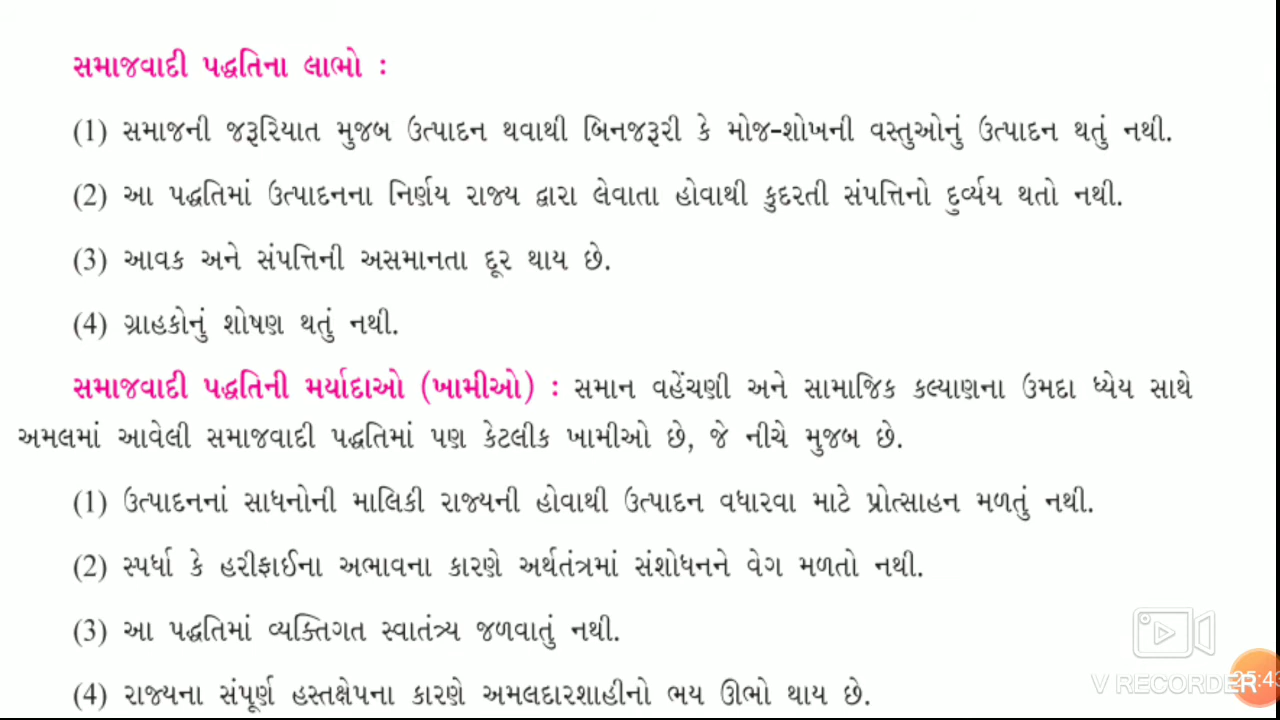 સમાજવાદી પદ્ધતિના લાભો :
(1) સમાજની જરૂરિયાત મુજબ ઉત્પાદન થવાથી બિનજરૂરી કે મોજ-શોખની વસ્તુઓનું ઉત્પાદન થતું નથી.
(2) આ પદ્ધતિમાં ઉત્પાદનના નિર્ણય રાજ્ય દ્વારા લેવાતા હોવાથી કુદરતી સંપત્તિનો દુર્વ્યય થતો નથી.
(3) આવક અને સંપત્તિની અસમાનતા દૂર થાય છે.
(4) ગ્રાહકોનું શોષણ થતું નથી.
સમાજવાદી પદ્ધતિની મર્યાદાઓ (ખામીઓ) : સમાન વહેંચણી અને સામાજિક કલ્યાણના ઉમદા ધ્યેય સાથે
અમલમાં આવેલી સમાજવાદી પદ્ધતિમાં પણ કેટલીક ખામીઓ છે, જે નીચે મુજબ છે.
(1) ઉત્પાદનનાં સાધનોની માલિકી રાજ્યની હોવાથી ઉત્પાદન વધારવા માટે પ્રોત્સાહન મળતું નથી.
(2) સ્પર્ધા કે હરીફાઈના અભાવના કારણે અર્થતંત્રમાં સંશોધનને વેગ મળતો નથી.
(3) આ પદ્ધતિમાં વ્યક્તિગત સ્વાતંત્ર્ય જળવાતું નથી.
(4) રાજ્યના સંપૂર્ણ હસ્તક્ષેપના કારણે અમલદારશાહીનો ભય ઊભો થાય છે.
V RECORDER
25:43